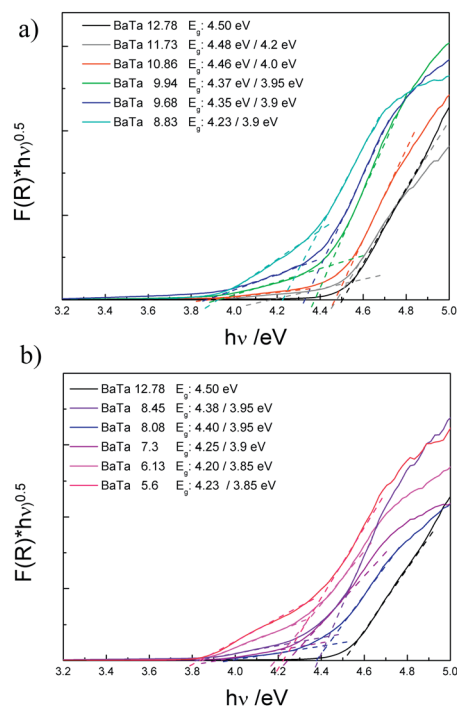 a)
BaTa 12.78 Eg: 4.50 eV
BaTa 11.73 Eg: 4.48 eV / 4.2 eV
BaTa 10.86 Eg: 4.46 eV / 4.0 eV
BaTa 9.94 Eg: 4.37 eV / 3.95 eV
BaTa 9.68 Eg: 4.35 eV / 3.9 eV
BaTa 8.83 Eg: 4.23 / 3.9 eV
F(R)*hν)0.5
3.2 3.4 3.6 3.8 4.0 4.2 4.4 4.6 4.8 5.0
hν /eV
b)
BaTa 12.78 Eg: 4.50 eV
BaTa 8.45 Eg: 4.38 / 3.95 eV
BaTa 8.08 Eg: 4.40 / 3.95 eV
BaTa 7.3 Eg: 4.25 / 3.9 eV
BaTa 6.13 Eg: 4.20 / 3.85 eV
BaTa 5.6 Eg: 4.23 / 3.85 eV
F(R)*hν)0.5
3.2 3.4 3.6 3.8 4.0 4.2 4.4 4.6 4.8 5.0
hν /eV